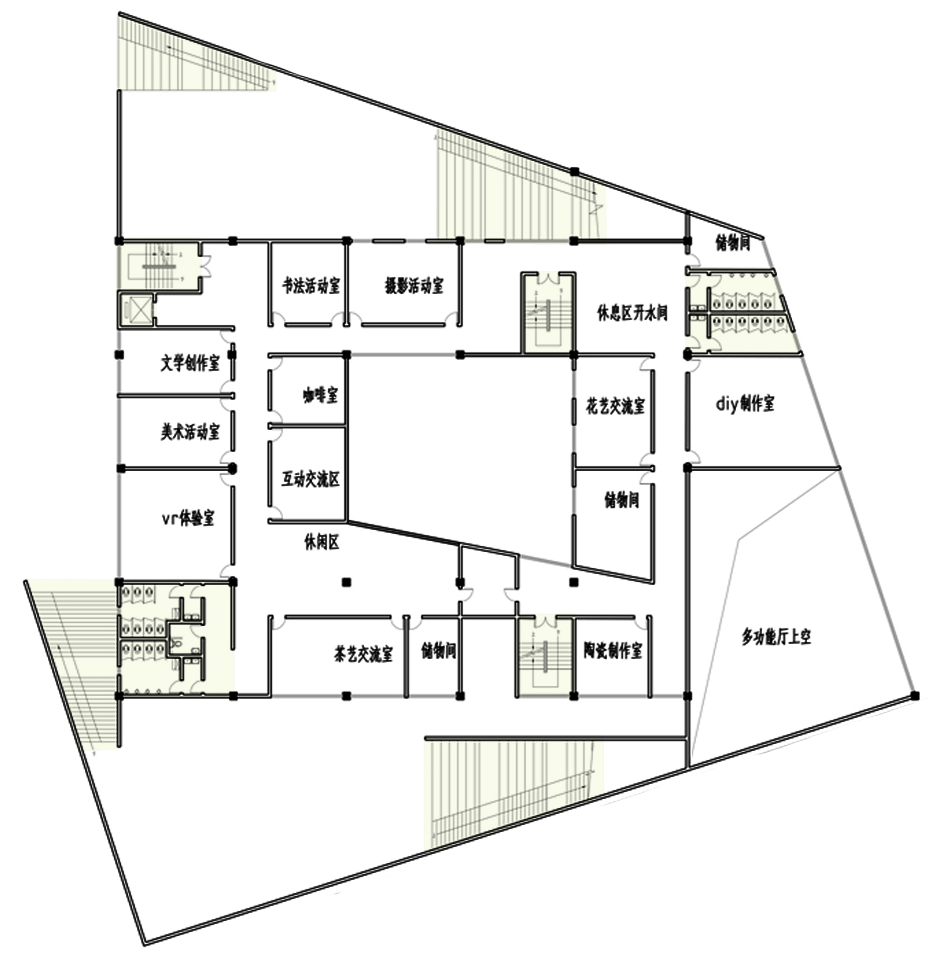 储物间
书法活动室
摄影活动室
休息区开水间
文学创作室
咖啡室
花艺交流室
diy制作室
美术活动室
互动交流区
储物间
vr体验室
休闲区
多功能厅上空
茶艺交流室
储物间
陶瓷制作室